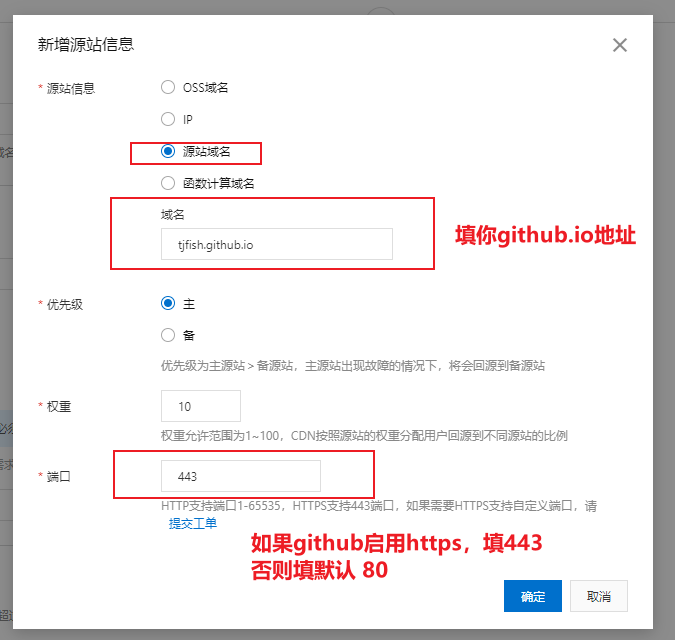 新增源站信息
* 源站信息
OSS域名
IP
源站域名
函数计算域名
域名
tjfish.github.io
填你github.io地址
* 优先级
主
备
优先级为主源站 > 备源站，主源站出现故障的情况下，将会回源到备源站
* 权重
10
权重允许范围为1~100，CDN按照源站的权重分配用户回源到不同源站的比例
* 端口
443
HTTP支持端口1-65535，HTTPS支持443端口，如果需要HTTPS支持自定义端口，请
提交工单
如果github启用https，填443
否则填默认 80
确定
取消
域名
必须
需求
超过